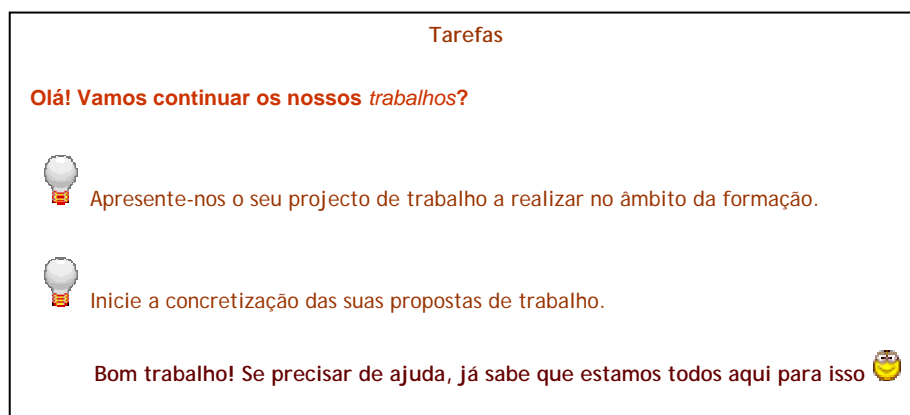 Tarefas
Olá! Vamos continuar os nossos trabalhos?
Apresente-nos o seu projecto de trabalho a realizar no âmbito da formação.
Inicie a concretização das suas propostas de trabalho.
Bom trabalho! Se precisar de ajuda, já sabe que estamos todos aqui para isso